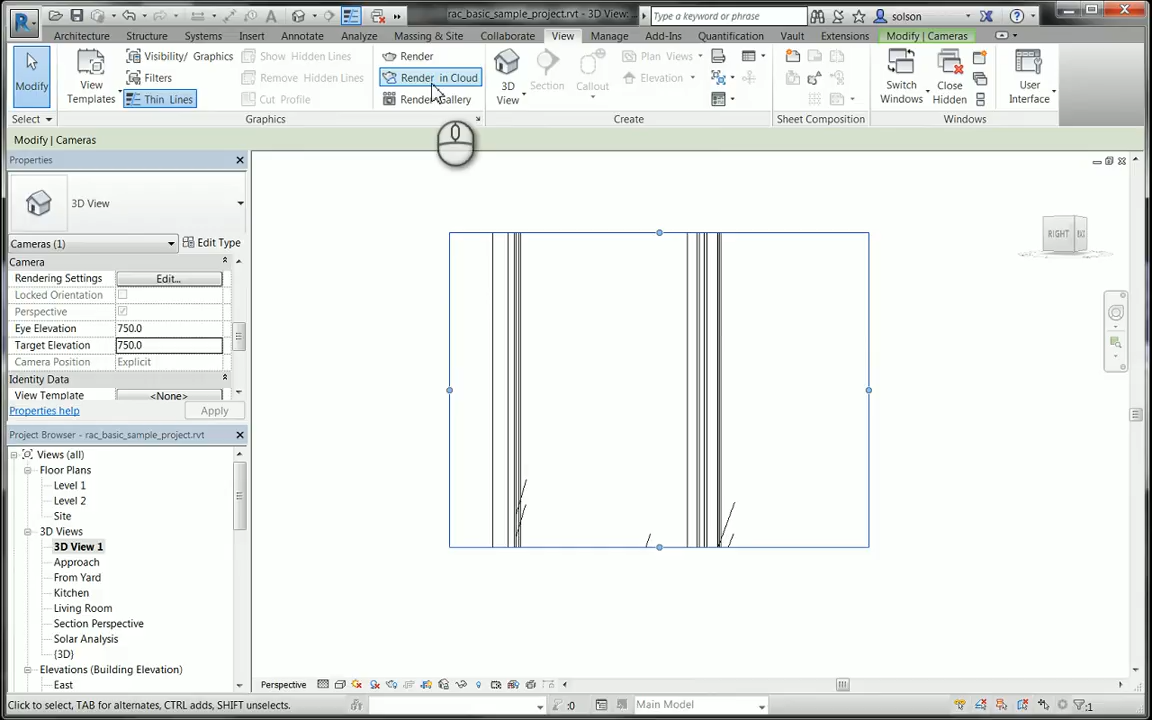 rac_basic_sample_project.rvt - 3D View:...
Type a keyword or phrase
solson
Architecture Structure Systems Insert Annotate Analyze Massing & Site Collaborate View Manage Add-Ins Quantification Vault Extensions Modify | Cameras
Modify
View
Templates
Visibility/ Graphics
Filters
Thin Lines
Show Hidden Lines
Remove Hidden Lines
Cut Profile
Render
Render in Cloud
Render Gallery
3D
View
Section
Callout
Plan Views
Elevation
Switch
Windows
Close
Hidden
User
Interface
Select
Graphics
Create
Sheet Composition
Windows
Modify | Cameras
Properties
3D View
Cameras (1)
Edit Type
Camera
Rendering Settings Edit...
Locked Orientation
Perspective
Eye Elevation 750.0
Target Elevation 750.0
Camera Position Explicit
Identity Data
View Template <None>
Properties help Apply
Project Browser - rac_basic_sample_project.rvt
Views (all)
Floor Plans
Level 1
Level 2
Site
3D Views
3D View 1
Approach
From Yard
Kitchen
Living Room
Section Perspective
Solar Analysis
{3D}
Elevations (Building Elevation)
East
RIGHT
Perspective
Click to select, TAB for alternates, CTRL adds, SHIFT unselects.
:0
Main Model
:1